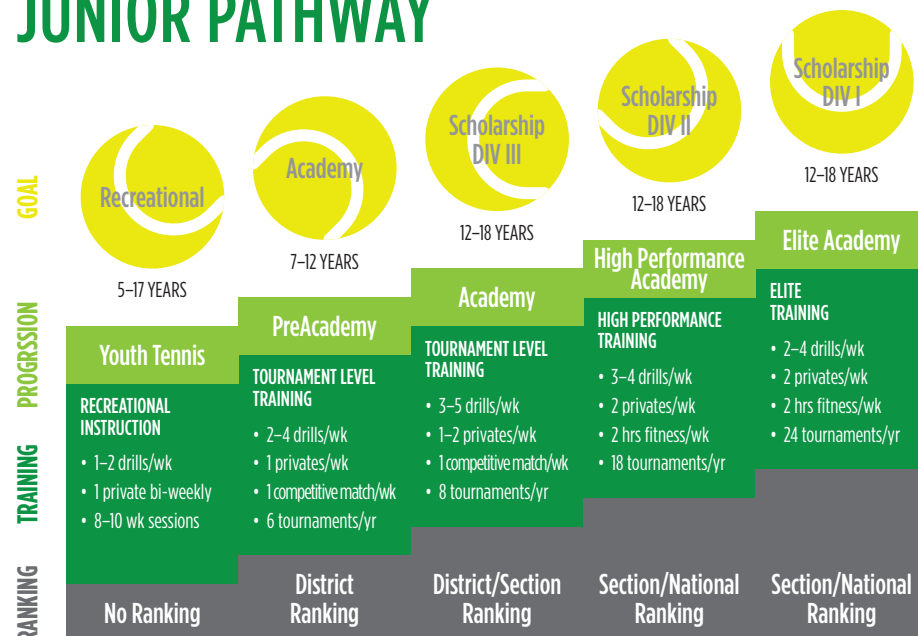 JUNIOR PATHWAY
GOAL
Recreational
5–17 YEARS
Academy
7–12 YEARS
Scholarship
DIV III
12–18 YEARS
Scholarship
DIV II
12–18 YEARS
Scholarship
DIV I
12–18 YEARS
PROGRSSION
Youth Tennis
PreAcademy
Academy
High Performance
Academy
Elite Academy
TRAINING
RECREATIONAL
INSTRUCTION
• 1–2 drills/wk
• 1 private bi-weekly
• 8–10 wk sessions
TOURNAMENT LEVEL
TRAINING
• 2–4 drills/wk
• 1 privates/wk
• 1 competitive match/wk
• 6 tournaments/yr
TOURNAMENT LEVEL
TRAINING
• 3–5 drills/wk
• 1–2 privates/wk
• 1 competitive match/wk
• 8 tournaments/yr
HIGH PERFORMANCE
TRAINING
• 3–4 drills/wk
• 2 privates/wk
• 2 hrs fitness/wk
• 18 tournaments/yr
ELITE
TRAINING
• 2–4 drills/wk
• 2 privates/wk
• 2 hrs fitness/wk
• 24 tournaments/yr
RANKING
No Ranking
District
Ranking
District/Section
Ranking
Section/National
Ranking
Section/National
Ranking